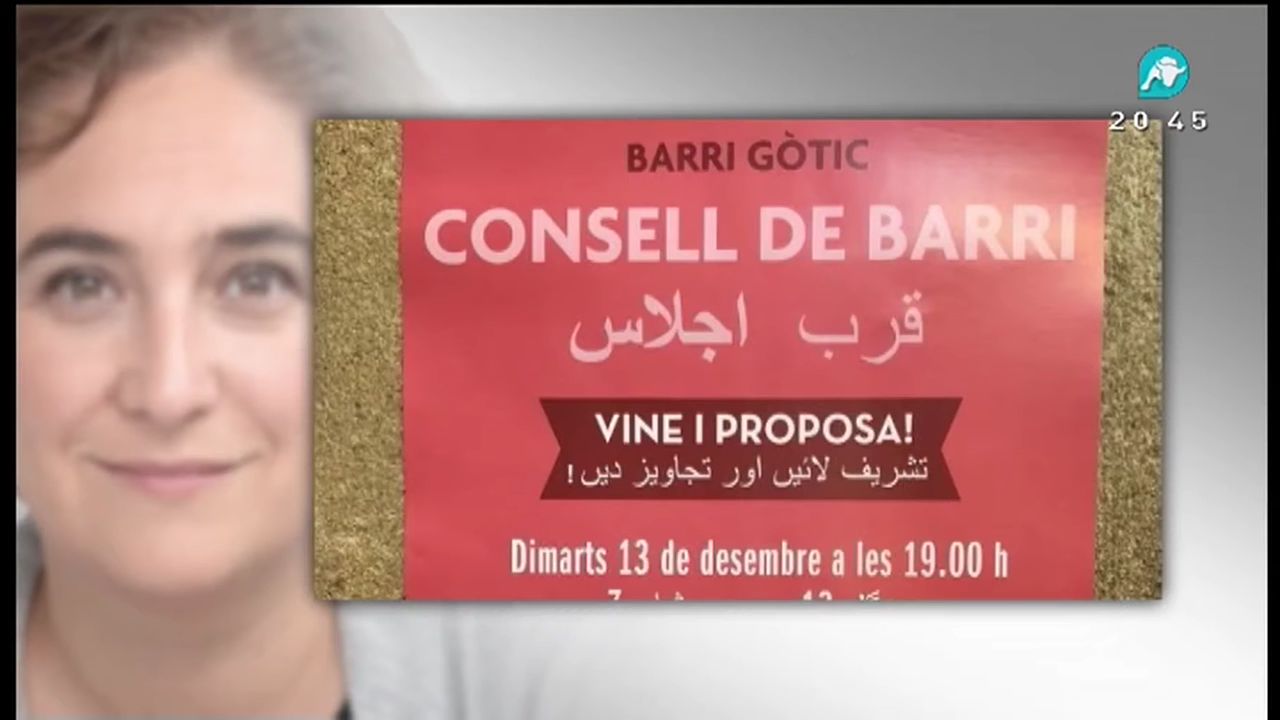 20 45
BARRI GÒTIC
CONSELL DE BARRI
قرب اجلاس
VINE I PROPOSA!
تشریف لائیں اور تجاویز دیں !
Dimarts 13 de desembre a les 19.00 h